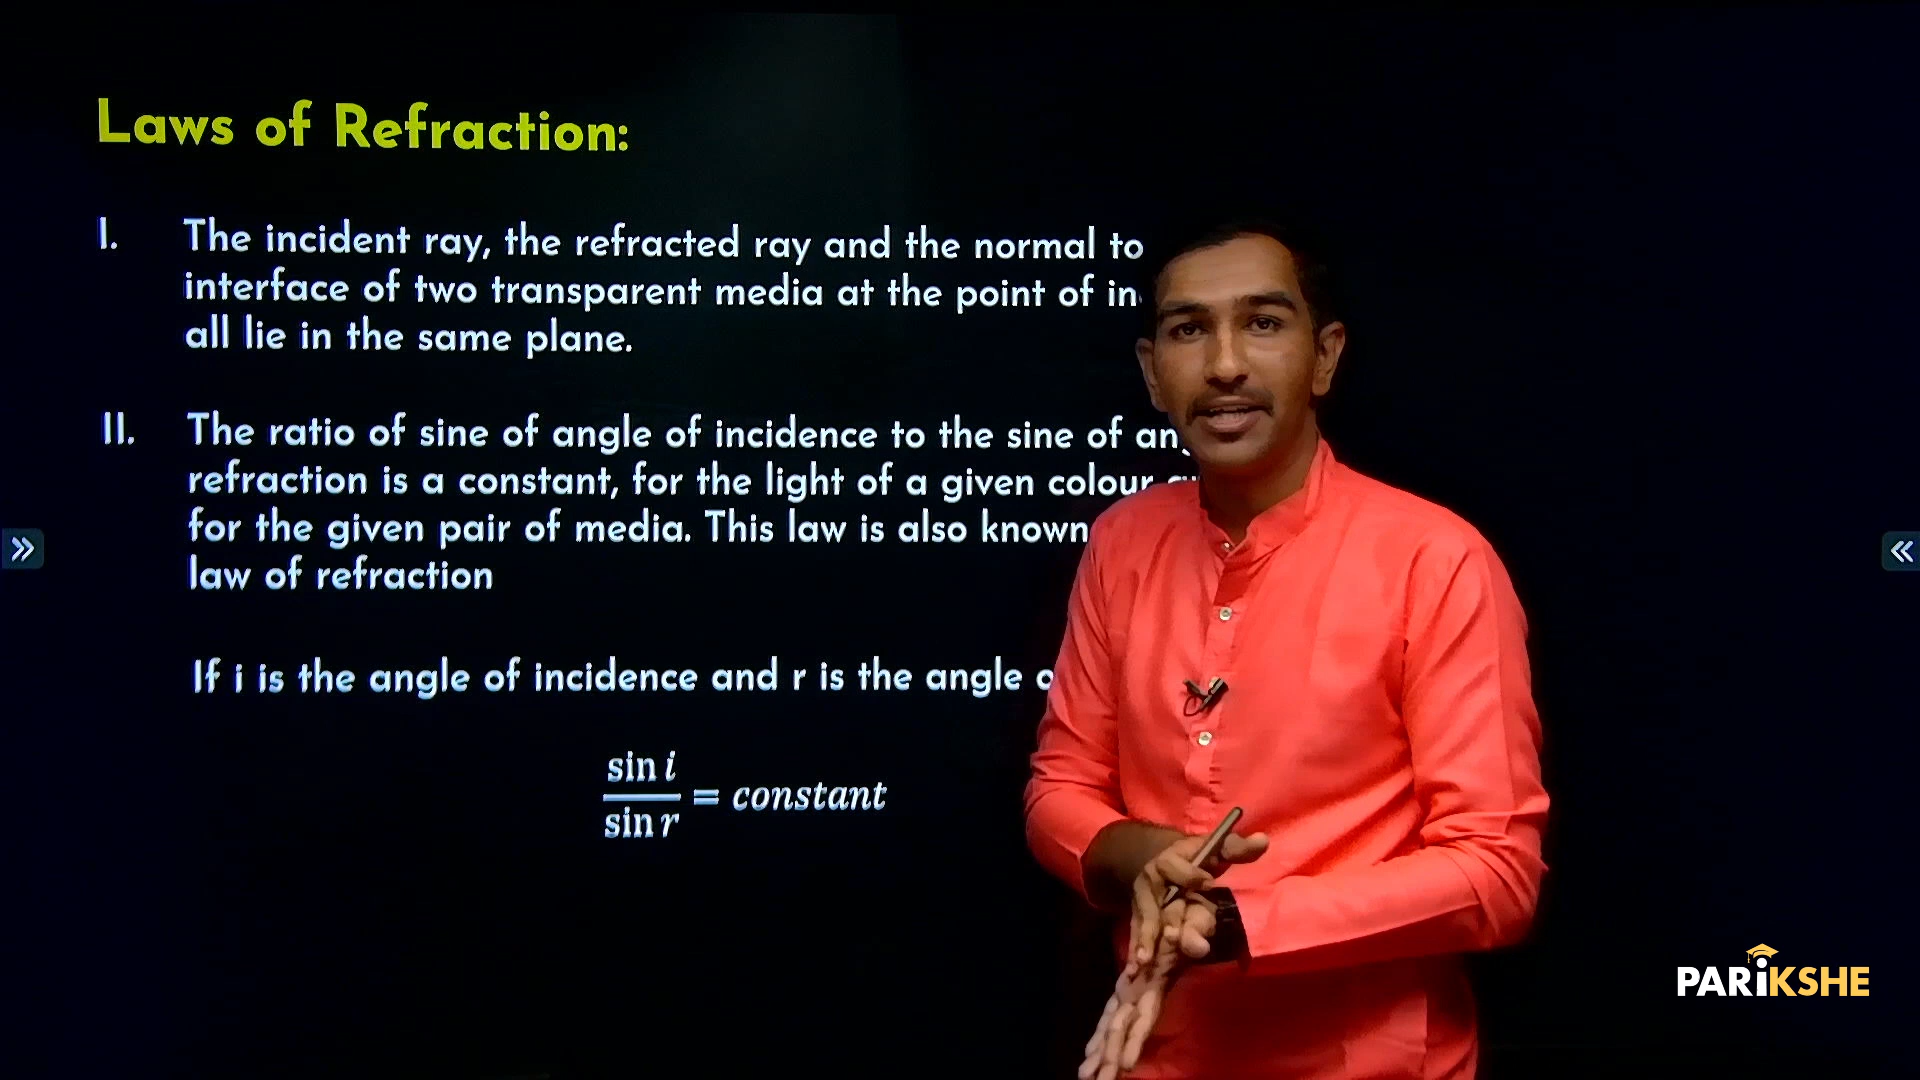 Laws of Refraction:
I. The incident ray, the refracted ray and the normal to
interface of two transparent media at the point of
all lie in the same plane.
II. The ratio of sine of angle of incidence to the sine of
refraction is a constant, for the light of a given colour
for the given pair of media. This law is also known
law of refraction
If i is the angle of incidence and r is the angle
sin i
sin r
= constant
PARiKSHE